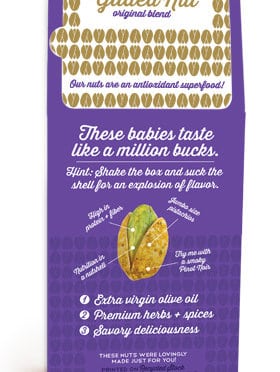 Gilded Nut
original blend
Our nuts are an antioxidant superfood!
These babies taste
like a million bucks.
Hint: Shake the box and suck the
shell for an explosion of flavor.
High in
protein + fiber
Jumbo size
pistachios
Nutrition in
a nutshell
Try me with
a smoky
Pinot Noir
1 Extra virgin olive oil
2 Premium herbs + spices
3 Savory deliciousness
THESE NUTS WERE LOVINGLY
MADE JUST FOR YOU!
PRINTED ON Recycled Stock